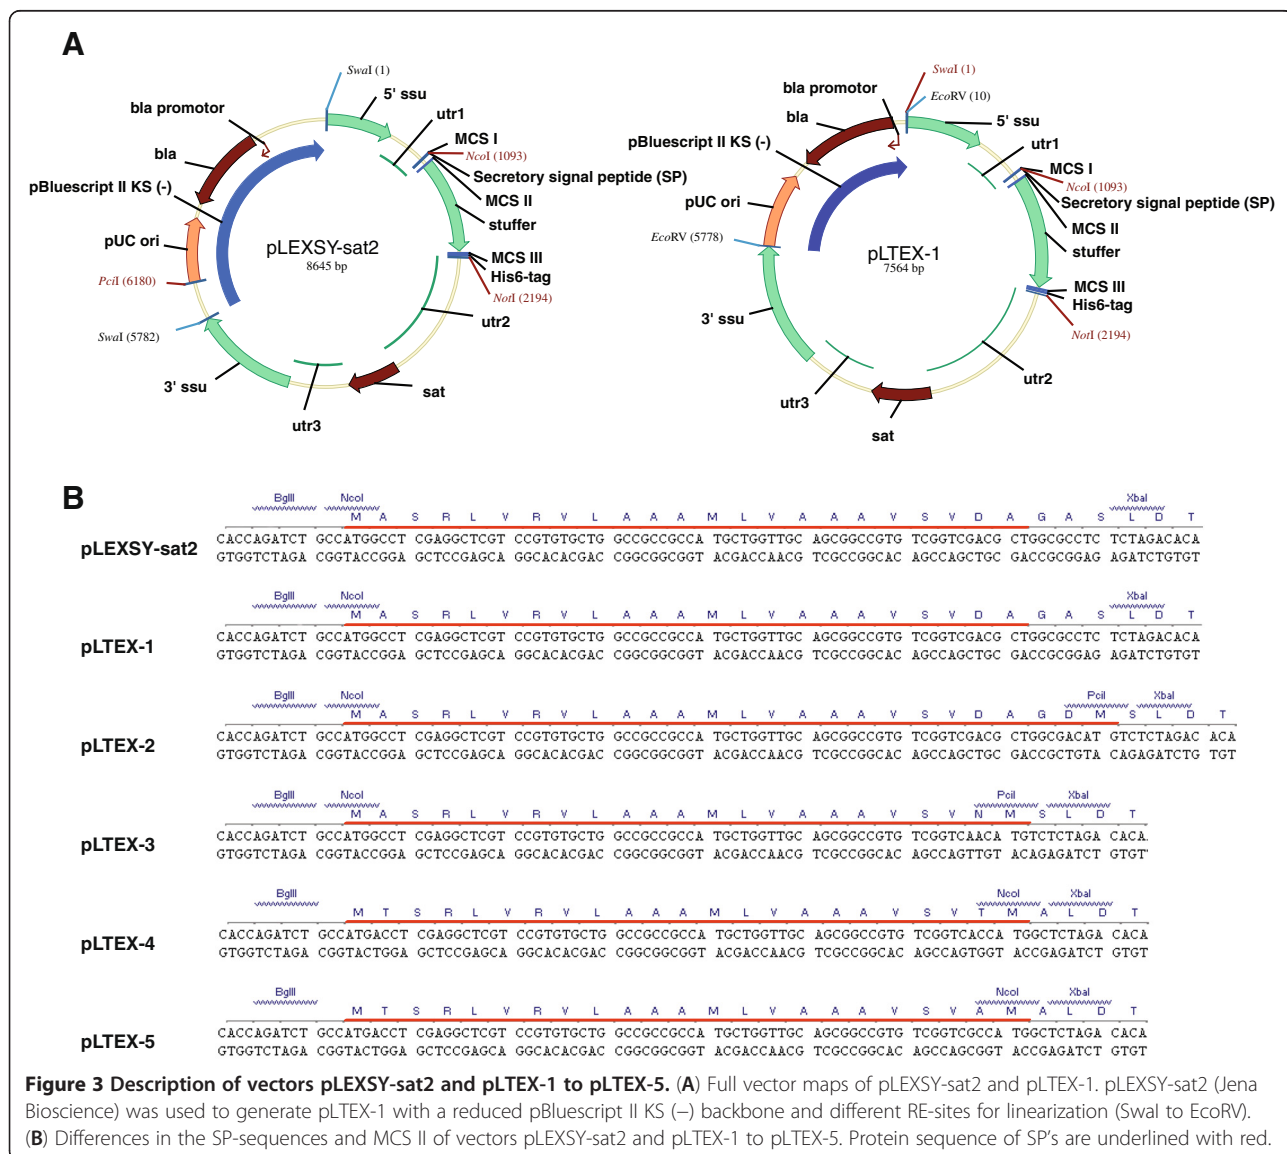 A
SwaI (1)
5' ssu
bla promotor
utr1
MCS I
NcoI (1093)
bla
Secretory signal peptide (SP)
pBluescript II KS (-)
MCS II
stuffer
pUC ori
pLEXSY-sat2
8645 bp
MCS III
His6-tag
PciI (6180)
NotI (2194)
utr2
SwaI (5782)
3' ssu
sat
utr3
SwaI (1)
bla promotor
EcoRV (10)
bla
5' ssu
pBluescript II KS (-)
utr1
MCS I
NcoI (1093)
Secretory signal peptide (SP)
pUC ori
MCS II
EcoRV (5778)
stuffer
pLTEX-1
7564 bp
MCS III
His6-tag
3' ssu
NotI (2194)
utr2
utr3
sat
B
BglII NcoI XbaI
M A S R L V R V L A A A M L V A A A V S V D A G A S L D T
pLEXSY-sat2
CACCAGATCT GCCATGGCCT CGAGGCTCGT CCGTGTGCTG GCCGCCGCCA TGCTGGTTGC AGCGGCCGTG TCGGTCGACG CTGGCGCCTC TCTAGACACA
GTGGTCTAGA CGGTACCGGA GCTCCGAGCA GGCACACGAC CGGCGGCGGT ACGACCAACG TCGCCGGCAC AGCCAGCTGC GACCGCGGAG AGATCTGTGT
BglII NcoI XbaI
M A S R L V R V L A A A M L V A A A V S V D A G A S L D T
pLTEX-1
CACCAGATCT GCCATGGCCT CGAGGCTCGT CCGTGTGCTG GCCGCCGCCA TGCTGGTTGC AGCGGCCGTG TCGGTCGACG CTGGCGCCTC TCTAGACACA
GTGGTCTAGA CGGTACCGGA GCTCCGAGCA GGCACACGAC CGGCGGCGGT ACGACCAACG TCGCCGGCAC AGCCAGCTGC GACCGCGGAG AGATCTGTGT
BglII NcoI PciI XbaI
M A S R L V R V L A A A M L V A A A V S V D A G D M S L D T
pLTEX-2
CACCAGATCT GCCATGGCCT CGAGGCTCGT CCGTGTGCTG GCCGCCGCCA TGCTGGTTGC AGCGGCCGTG TCGGTCGACG CTGGCGACAT GTCTCTAGAC ACA
GTGGTCTAGA CGGTACCGGA GCTCCGAGCA GGCACACGAC CGGCGGCGGT ACGACCAACG TCGCCGGCAC AGCCAGCTGC GACCGCTGTA CAGAGATCTG TGT
BglII NcoI PciI XbaI
M A S R L V R V L A A A M L V A A A V S V N M S L D T
pLTEX-3
CACCAGATCT GCCATGGCCT CGAGGCTCGT CCGTGTGCTG GCCGCCGCCA TGCTGGTTGC AGCGGCCGTG TCGGTCAACA TGTCTCTAGA CACA
GTGGTCTAGA CGGTACCGGA GCTCCGAGCA GGCACACGAC CGGCGGCGGT ACGACCAACG TCGCCGGCAC AGCCAGTTGT ACAGAGATCT GTGT
BglII NcoI XbaI
M T S R L V R V L A A A M L V A A A V S V T M A L D T
pLTEX-4
CACCAGATCT GCCATGACCT CGAGGCTCGT CCGTGTGCTG GCCGCCGCCA TGCTGGTTGC AGCGGCCGTG TCGGTCACCA TGGCTCTAGA CACA
GTGGTCTAGA CGGTACTGGA GCTCCGAGCA GGCACACGAC CGGCGGCGGT ACGACCAACG TCGCCGGCAC AGCCAGTGGT ACCGAGATCT GTGT
BglII NcoI XbaI
M T S R L V R V L A A A M L V A A A V S V A M A L D T
pLTEX-5
CACCAGATCT GCCATGACCT CGAGGCTCGT CCGTGTGCTG GCCGCCGCCA TGCTGGTTGC AGCGGCCGTG TCGGTCGCCA TGGCTCTAGA CACA
GTGGTCTAGA CGGTACTGGA GCTCCGAGCA GGCACACGAC CGGCGGCGGT ACGACCAACG TCGCCGGCAC AGCCAGCGGT ACCGAGATCT GTGT
Figure 3 Description of vectors pLEXSY-sat2 and pLTEX-1 to pLTEX-5. (A) Full vector maps of pLEXSY-sat2 and pLTEX-1. pLEXSY-sat2 (Jena
Bioscience) was used to generate pLTEX-1 with a reduced pBluescript II KS (−) backbone and different RE-sites for linearization (SwaI to EcoRV).
(B) Differences in the SP-sequences and MCS II of vectors pLEXSY-sat2 and pLTEX-1 to pLTEX-5. Protein sequence of SP's are underlined with red.